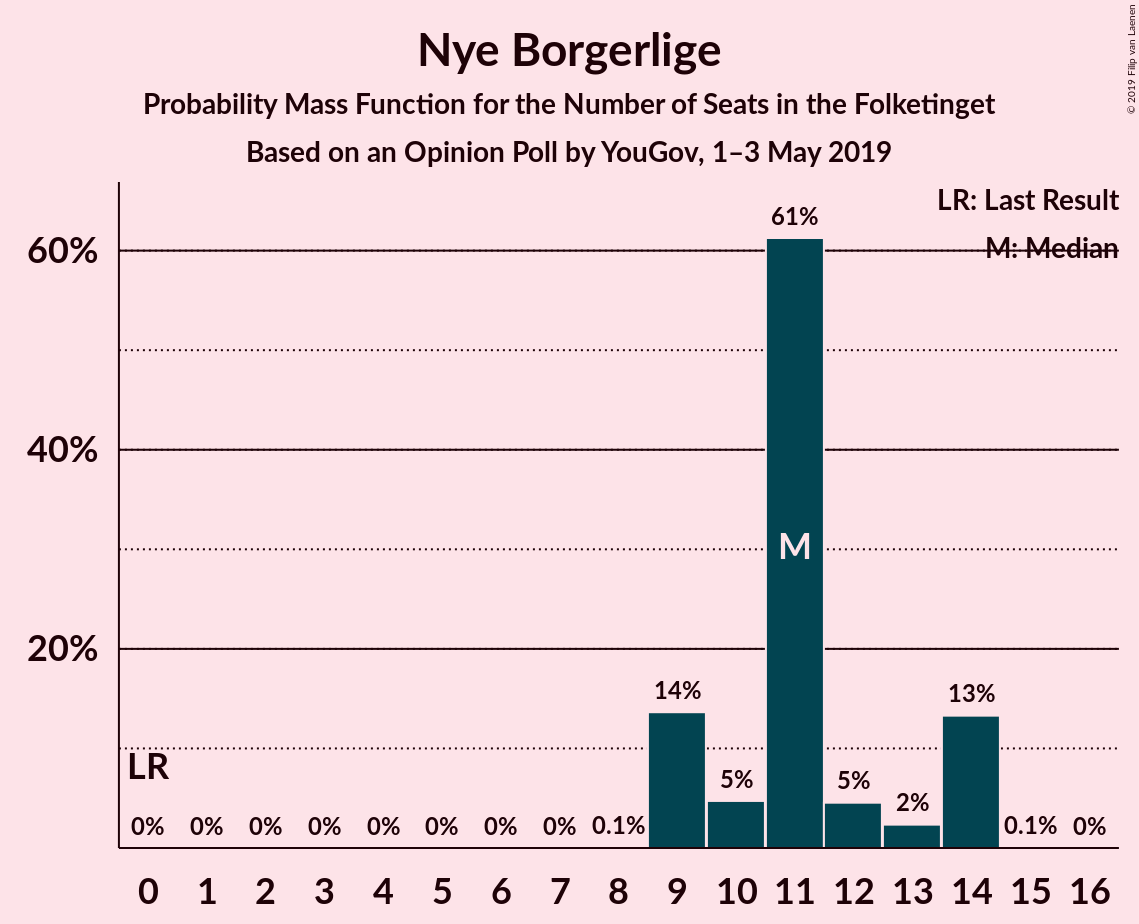 Nye Borgerlige
Probability Mass Function for the Number of Seats in the Folketinget
Based on an Opinion Poll by YouGov, 1–3 May 2019
© 2019 Filip van Laenen
LR: Last Result
M: Median
61%
60%
40%
M
20%
14%
13%
LR
5%
5%
2%
0% 0% 0% 0% 0% 0% 0% 0% 0.1% 0.1% 0%
0 1 2 3 4 5 6 7 8 9 10 11 12 13 14 15 16